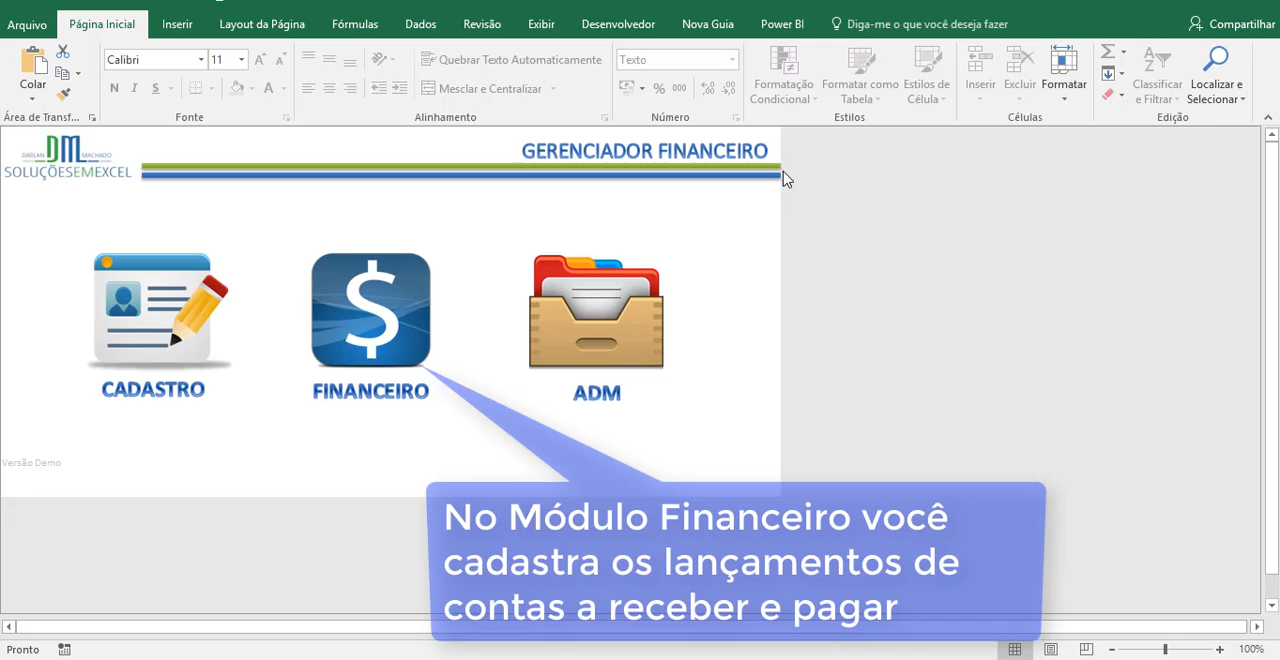 Arquivo Página Inicial Inserir Layout da Página Fórmulas Dados Revisão Exibir Desenvolvedor Nova Guia Power BI Diga-me o que você deseja fazer Compartilhar
Colar
Área de Transf...
Calibri 11
N I S
Fonte
Quebrar Texto Automaticamente
Mesclar e Centralizar
Alinhamento
Texto
% 000
Número
Formatação Condicional
Formatar como Tabela
Estilos de Célula
Estilos
Inserir Excluir Formatar
Células
Classificar e Filtrar
Localizar e Selecionar
Edição
DM
DARLAN MACHADO
SOLUÇÕESEMEXCEL
GERENCIADOR FINANCEIRO
CADASTRO
FINANCEIRO
ADM
Versão Demo
No Módulo Financeiro você
cadastra os lançamentos de
contas a receber e pagar
Pronto
100%